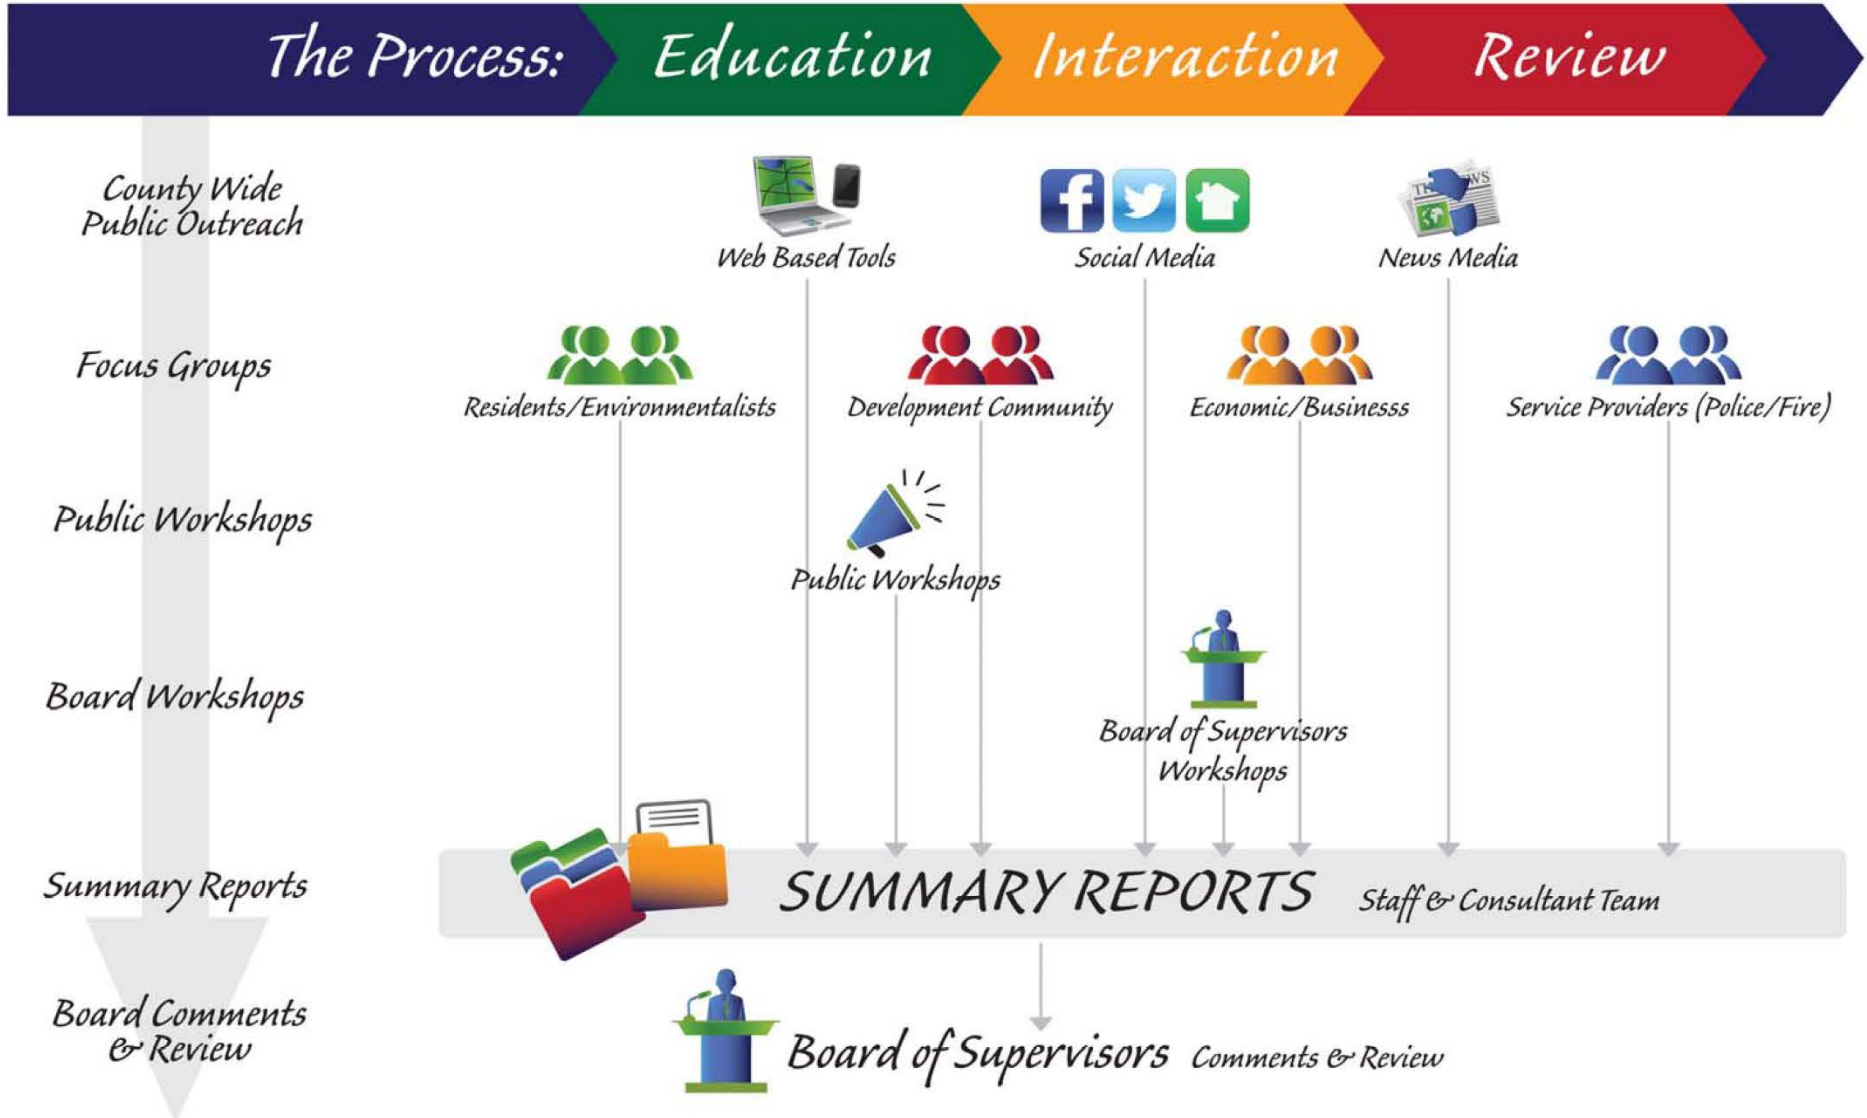 The Process: Education Interaction Review
County Wide
Public Outreach
Web Based Tools
Social Media
News Media
Focus Groups
Residents/Environmentalists
Development Community
Economic/Businesss
Service Providers (Police/Fire)
Public Workshops
Public Workshops
Board Workshops
Board of Supervisors
Workshops
Summary Reports
SUMMARY REPORTS Staff & Consultant Team
Board Comments
& Review
Board of Supervisors Comments & Review